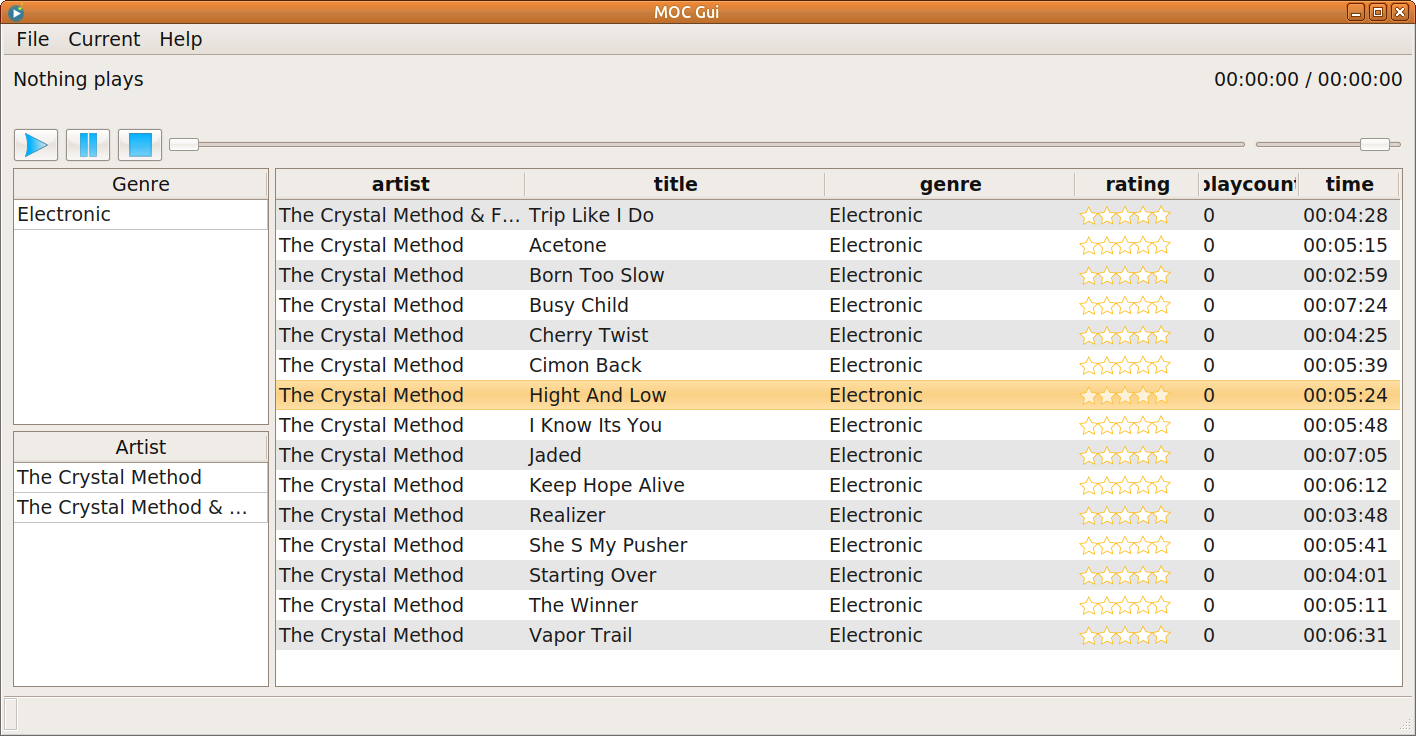 MOC Gui
File Current Help
Nothing plays 00:00:00 / 00:00:00
Genre
Electronic
Artist
The Crystal Method
The Crystal Method & ...
artist title genre rating playcount time
The Crystal Method & F... Trip Like I Do Electronic 0 00:04:28
The Crystal Method Acetone Electronic 0 00:05:15
The Crystal Method Born Too Slow Electronic 0 00:02:59
The Crystal Method Busy Child Electronic 0 00:07:24
The Crystal Method Cherry Twist Electronic 0 00:04:25
The Crystal Method Cimon Back Electronic 0 00:05:39
The Crystal Method Hight And Low Electronic 0 00:05:24
The Crystal Method I Know Its You Electronic 0 00:05:48
The Crystal Method Jaded Electronic 0 00:07:05
The Crystal Method Keep Hope Alive Electronic 0 00:06:12
The Crystal Method Realizer Electronic 0 00:03:48
The Crystal Method She S My Pusher Electronic 0 00:05:41
The Crystal Method Starting Over Electronic 0 00:04:01
The Crystal Method The Winner Electronic 0 00:05:11
The Crystal Method Vapor Trail Electronic 0 00:06:31